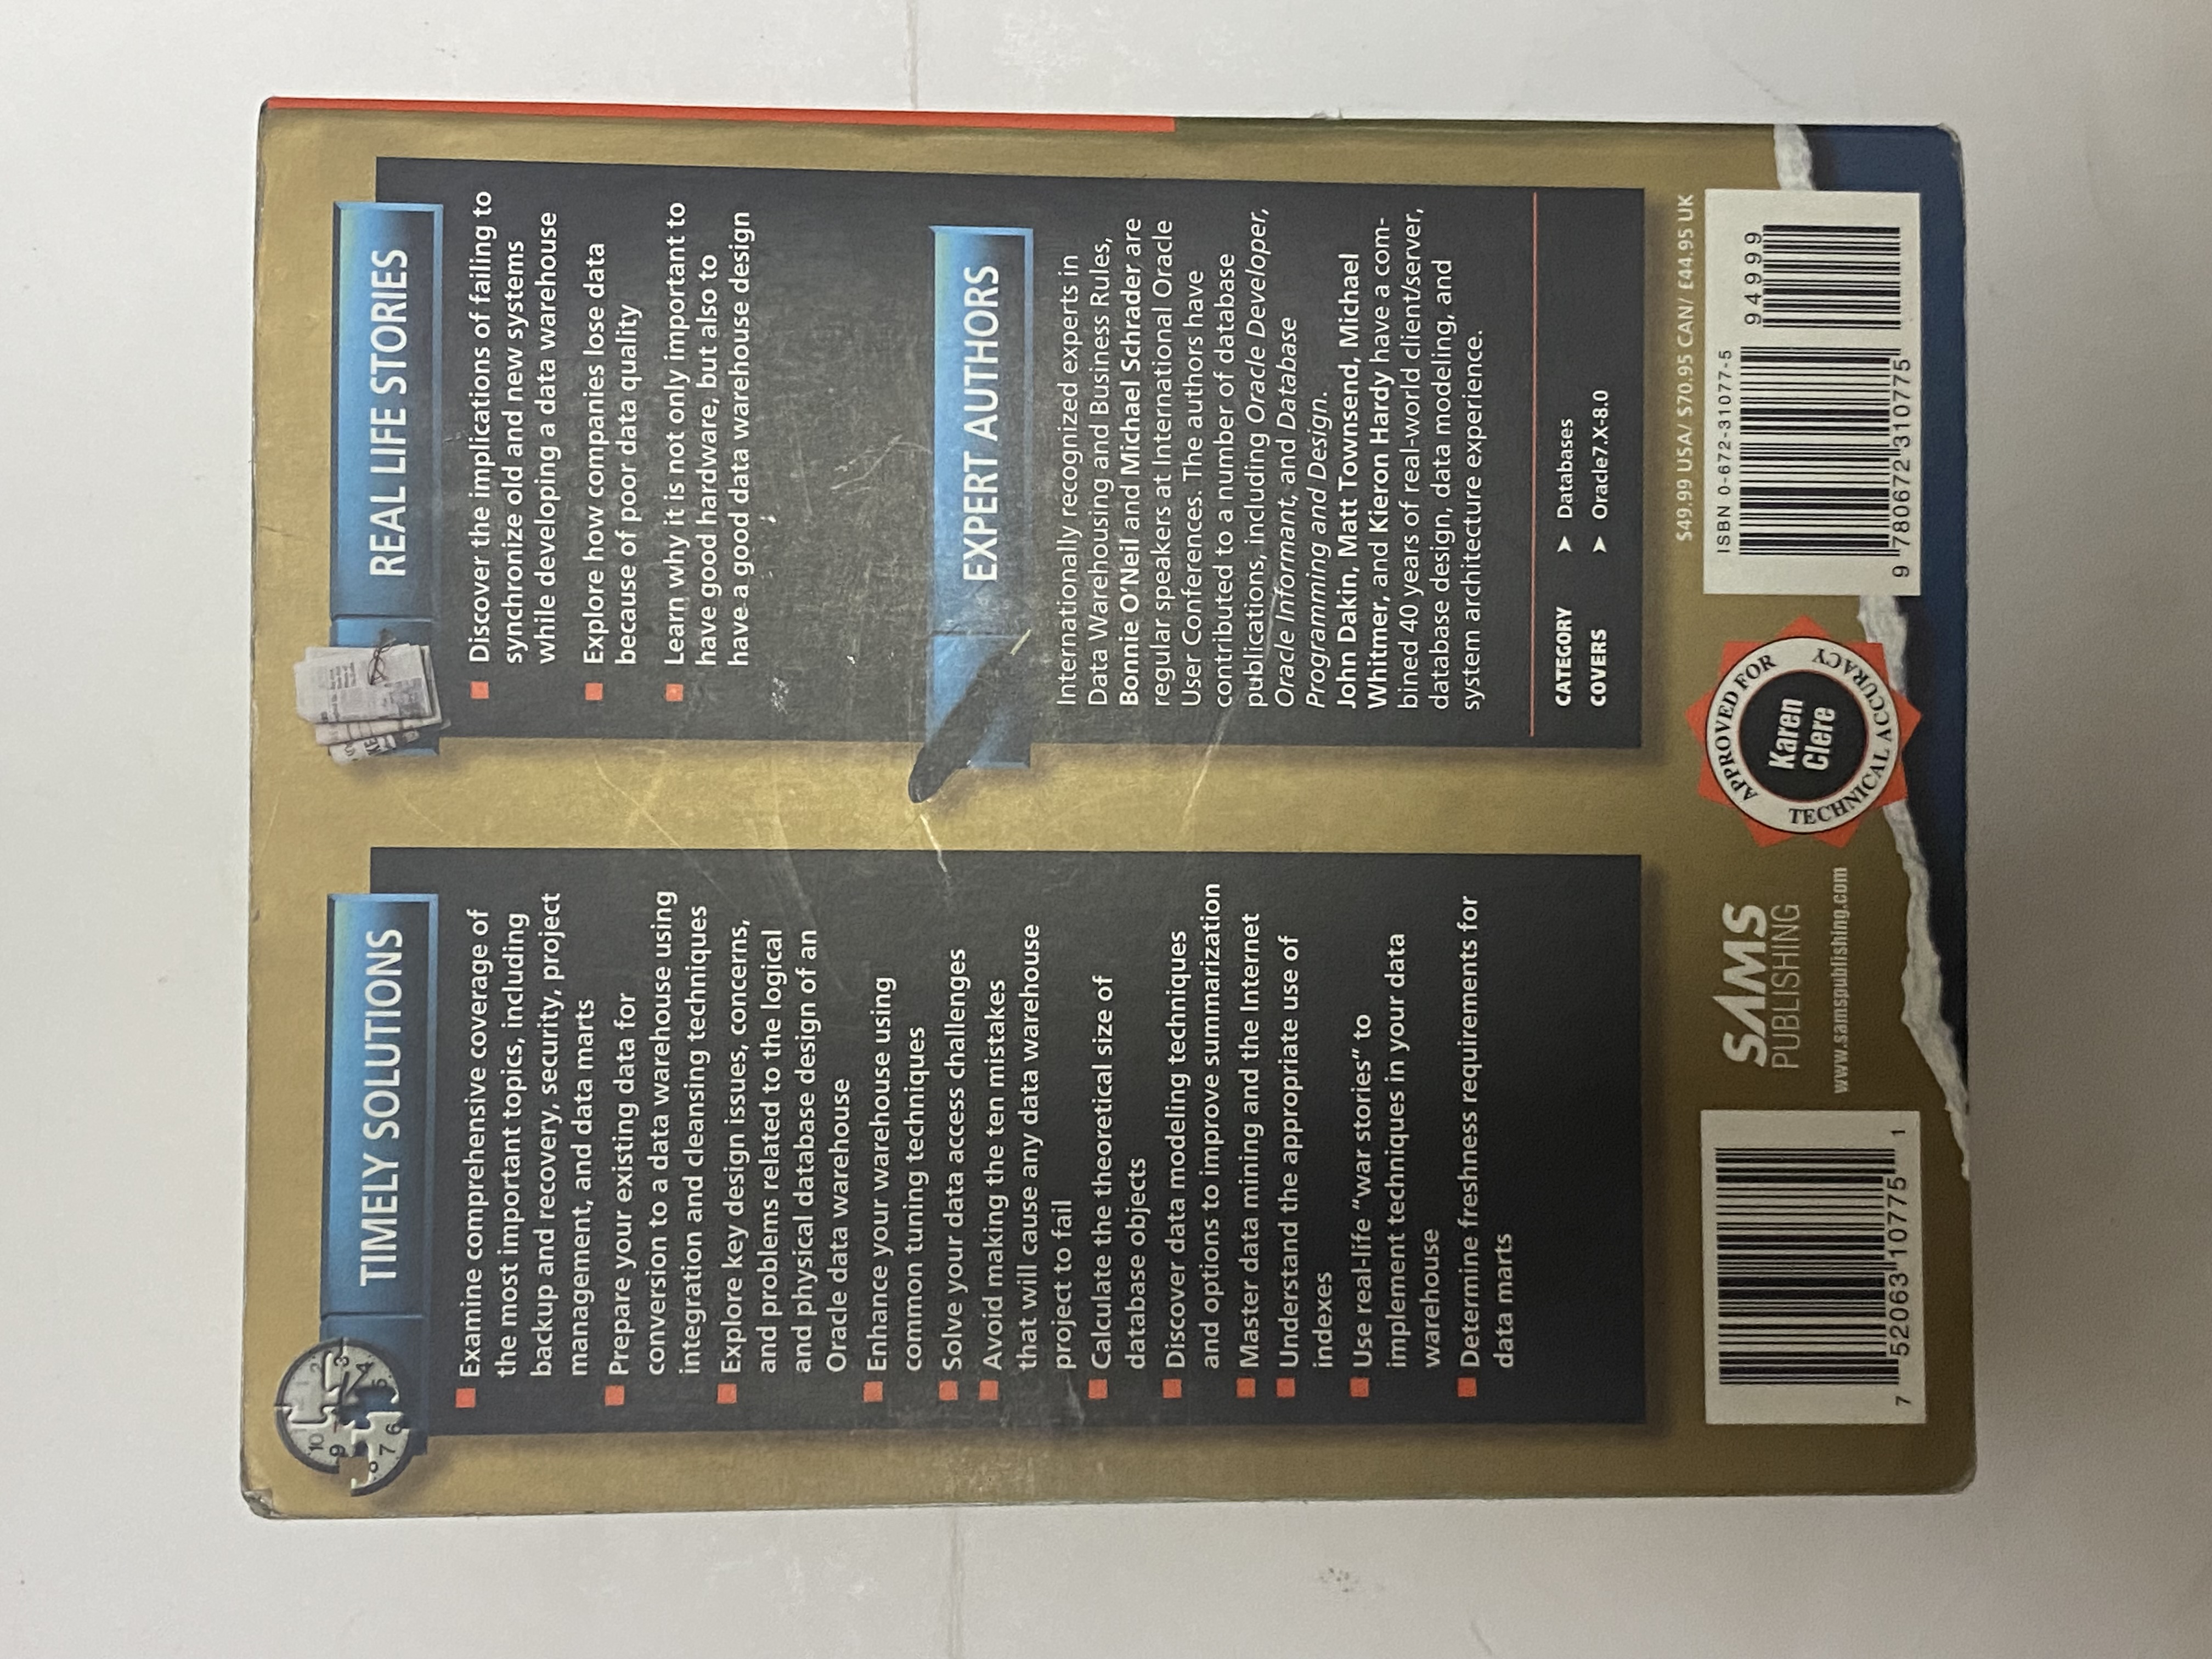 TIMELY SOLUTIONS
Examine comprehensive coverage of
the most important topics, including
backup and recovery, security, project
management, and data marts
Prepare your existing data for
conversion to a data warehouse using
integration and cleansing techniques
Explore key design issues, concerns,
and problems related to the logical
and physical database design of an
Oracle data warehouse
Enhance your warehouse using
common tuning techniques
Solve your data access challenges
Avoid making the ten mistakes
that will cause any data warehouse
project to fail
Calculate the theoretical size of
database objects
Discover data modeling techniques
and options to improve summarization
Master data mining and the Internet
Understand the appropriate use of
indexes
Use real-life “war stories” to
implement techniques in your data
warehouse
Determine freshness requirements for
data marts
REAL LIFE STORIES
Discover the implications of failing to
synchronize old and new systems
while developing a data warehouse
Explore how companies lose data
because of poor data quality
Learn why it is not only important to
have good hardware, but also to
have a good data warehouse design
EXPERT AUTHORS
Internationally recognized experts in
Data Warehousing and Business Rules,
Bonnie O’Neil and Michael Schrader are
regular speakers at International Oracle
User Conferences. The authors have
contributed to a number of database
publications, including Oracle Developer,
Oracle Informant, and Database
Programming and Design.
John Dakin, Matt Townsend, Michael
Whitmer, and Kieron Hardy have a com-
bined 40 years of real-world client/server,
database design, data modeling, and
system architecture experience.
CATEGORY ➤ Databases
COVERS ➤ Oracle7.X-8.0
$49.99 USA/ $70.95 CAN/ £44.95 UK
7 52063 10775 1
SAMS
PUBLISHING
www.samspublishing.com
APPROVED FOR
Karen
Clere
TECHNICAL ACCURACY
ISBN 0-672-31077-5
94999
9 780672 310775